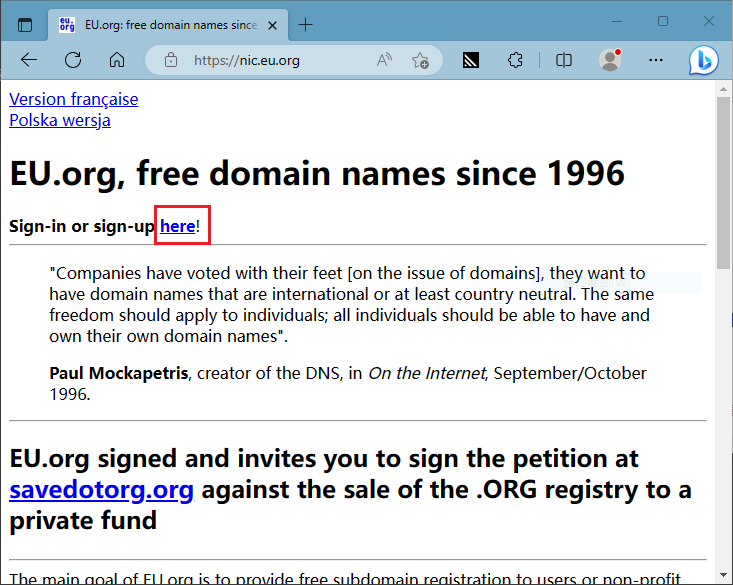 eu.
org
EU.org: free domain names since
https://nic.eu.org
Version française
Polska wersja
EU.org, free domain names since 1996
Sign-in or sign-up here!
"Companies have voted with their feet [on the issue of domains], they want to
have domain names that are international or at least country neutral. The same
freedom should apply to individuals; all individuals should be able to have and
own their own domain names".
Paul Mockapetris, creator of the DNS, in On the Internet, September/October
1996.
EU.org signed and invites you to sign the petition at
savedotorg.org against the sale of the .ORG registry to a
private fund
The main goal of EU.org is to provide free subdomain registration to users or non-profit